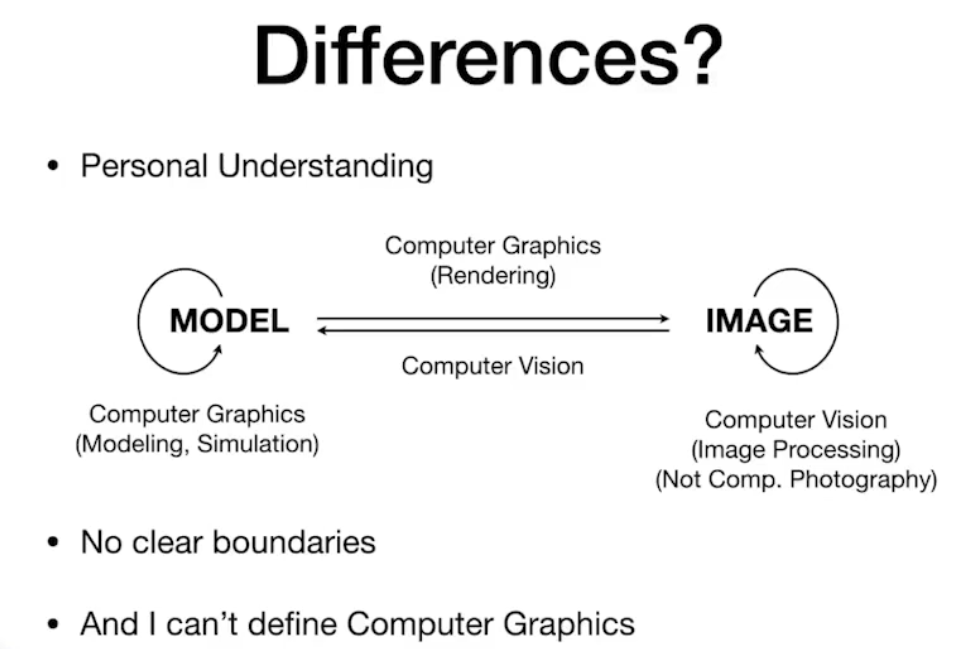 Differences?
• Personal Understanding
Computer Graphics
(Rendering)
MODEL
IMAGE
Computer Vision
Computer Graphics
(Modeling, Simulation)
Computer Vision
(Image Processing)
(Not Comp. Photography)
• No clear boundaries
• And I can't define Computer Graphics